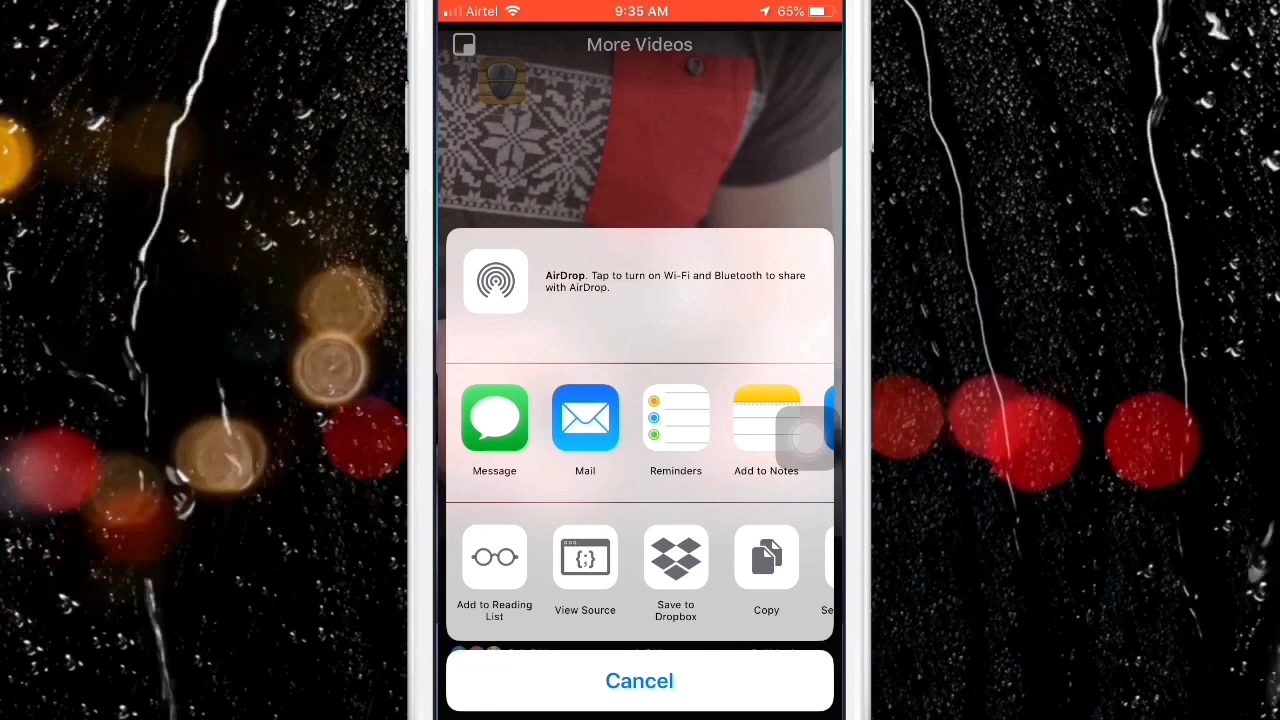 Airtel 9:35 AM 65%
More Videos
AirDrop. Tap to turn on Wi-Fi and Bluetooth to share
with AirDrop.
Message Mail Reminders Add to Notes
Add to Reading
List
View Source
Save to
Dropbox
Copy
Se
Cancel